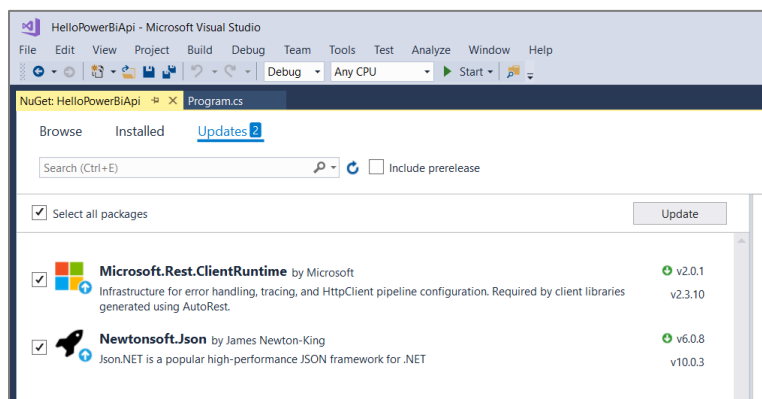 HelloPowerBiApi - Microsoft Visual Studio
File Edit View Project Build Debug Team Tools Test Analyze Window Help
Debug Any CPU Start
NuGet: HelloPowerBiApi Program.cs
Browse Installed Updates 2
Search (Ctrl+E) Include prerelease
Select all packages Update
Microsoft.Rest.ClientRuntime by Microsoft v2.0.1
Infrastructure for error handling, tracing, and HttpClient pipeline configuration. Required by client libraries v2.3.10
generated using AutoRest.
Newtonsoft.Json by James Newton-King v6.0.8
Json.NET is a popular high-performance JSON framework for .NET v10.0.3